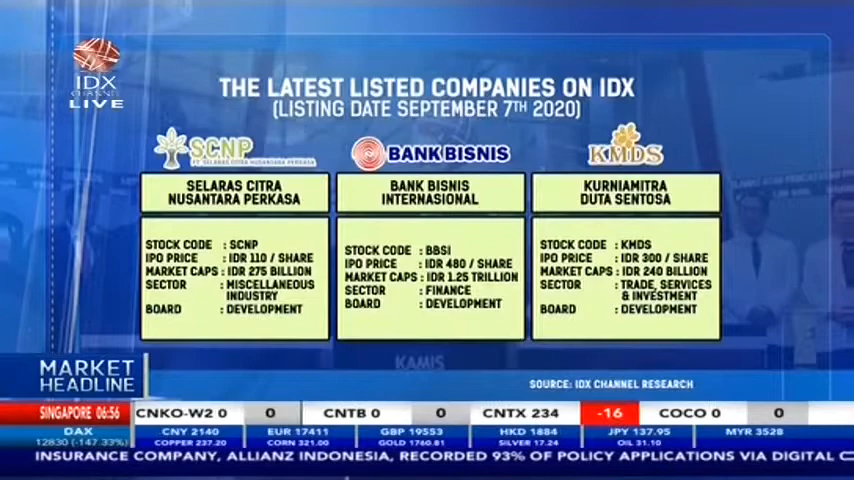 IDX
CHANNEL
LIVE
THE LATEST LISTED COMPANIES ON IDX
(LISTING DATE SEPTEMBER 7TH 2020)
SCNP
PT. SELARAS CITRA NUSANTARA PERKASA
BANK BISNIS
KMDS
SELARAS CITRA
NUSANTARA PERKASA
BANK BISNIS
INTERNASIONAL
KURNIAMITRA
DUTA SENTOSA
STOCK CODE : SCNP
IPO PRICE : IDR 110 / SHARE
MARKET CAPS : IDR 275 BILLION
SECTOR : MISCELLANEOUS
INDUSTRY
BOARD : DEVELOPMENT
STOCK CODE : BBSI
IPO PRICE : IDR 480 / SHARE
MARKET CAPS : IDR 1.25 TRILLION
SECTOR : FINANCE
BOARD : DEVELOPMENT
STOCK CODE : KMDS
IPO PRICE : IDR 300 / SHARE
MARKET CAPS : IDR 240 BILLION
SECTOR : TRADE, SERVICES
& INVESTMENT
BOARD : DEVELOPMENT
KAMIS
MARKET
HEADLINE
SOURCE: IDX CHANNEL RESEARCH
SINGAPORE 06:56 CNKO-W2 0 0 CNTB 0 0 CNTX 234 -16 COCO 0 0
DAX CNY 2140 EUR 17411 GBP 19553 HKD 1884 JPY 137.95 MYR 3528
12830 (-147.33%) COPPER 237.20 CORN 321.00 GOLD 1760.81 SILVER 17.24 OIL 31.10
INSURANCE COMPANY, ALLIANZ INDONESIA, RECORDED 93% OF POLICY APPLICATIONS VIA DIGITAL